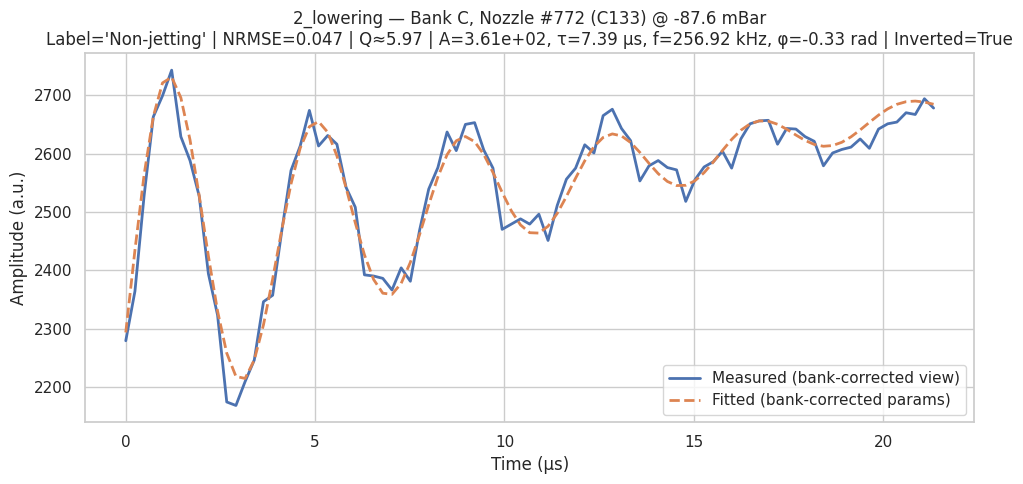 2_lowering — Bank C, Nozzle #772 (C133) @ -87.6 mBar
Label='Non-jetting' | NRMSE=0.047 | Q≈5.97 | A=3.61e+02, τ=7.39 µs, f=256.92 kHz, φ=-0.33 rad | Inverted=True
Amplitude (a.u.)
2700
2600
2500
2400
2300
2200
Measured (bank-corrected view)
Fitted (bank-corrected params)
0 5 10 15 20
Time (µs)